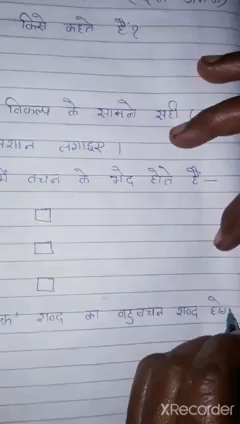 किसे कहते हैं?
विकल्प के सामने सही (
लगाइए।
में वचन के भेद होते हैं —
शब्द का बहुवचन शब्द
XRecorder